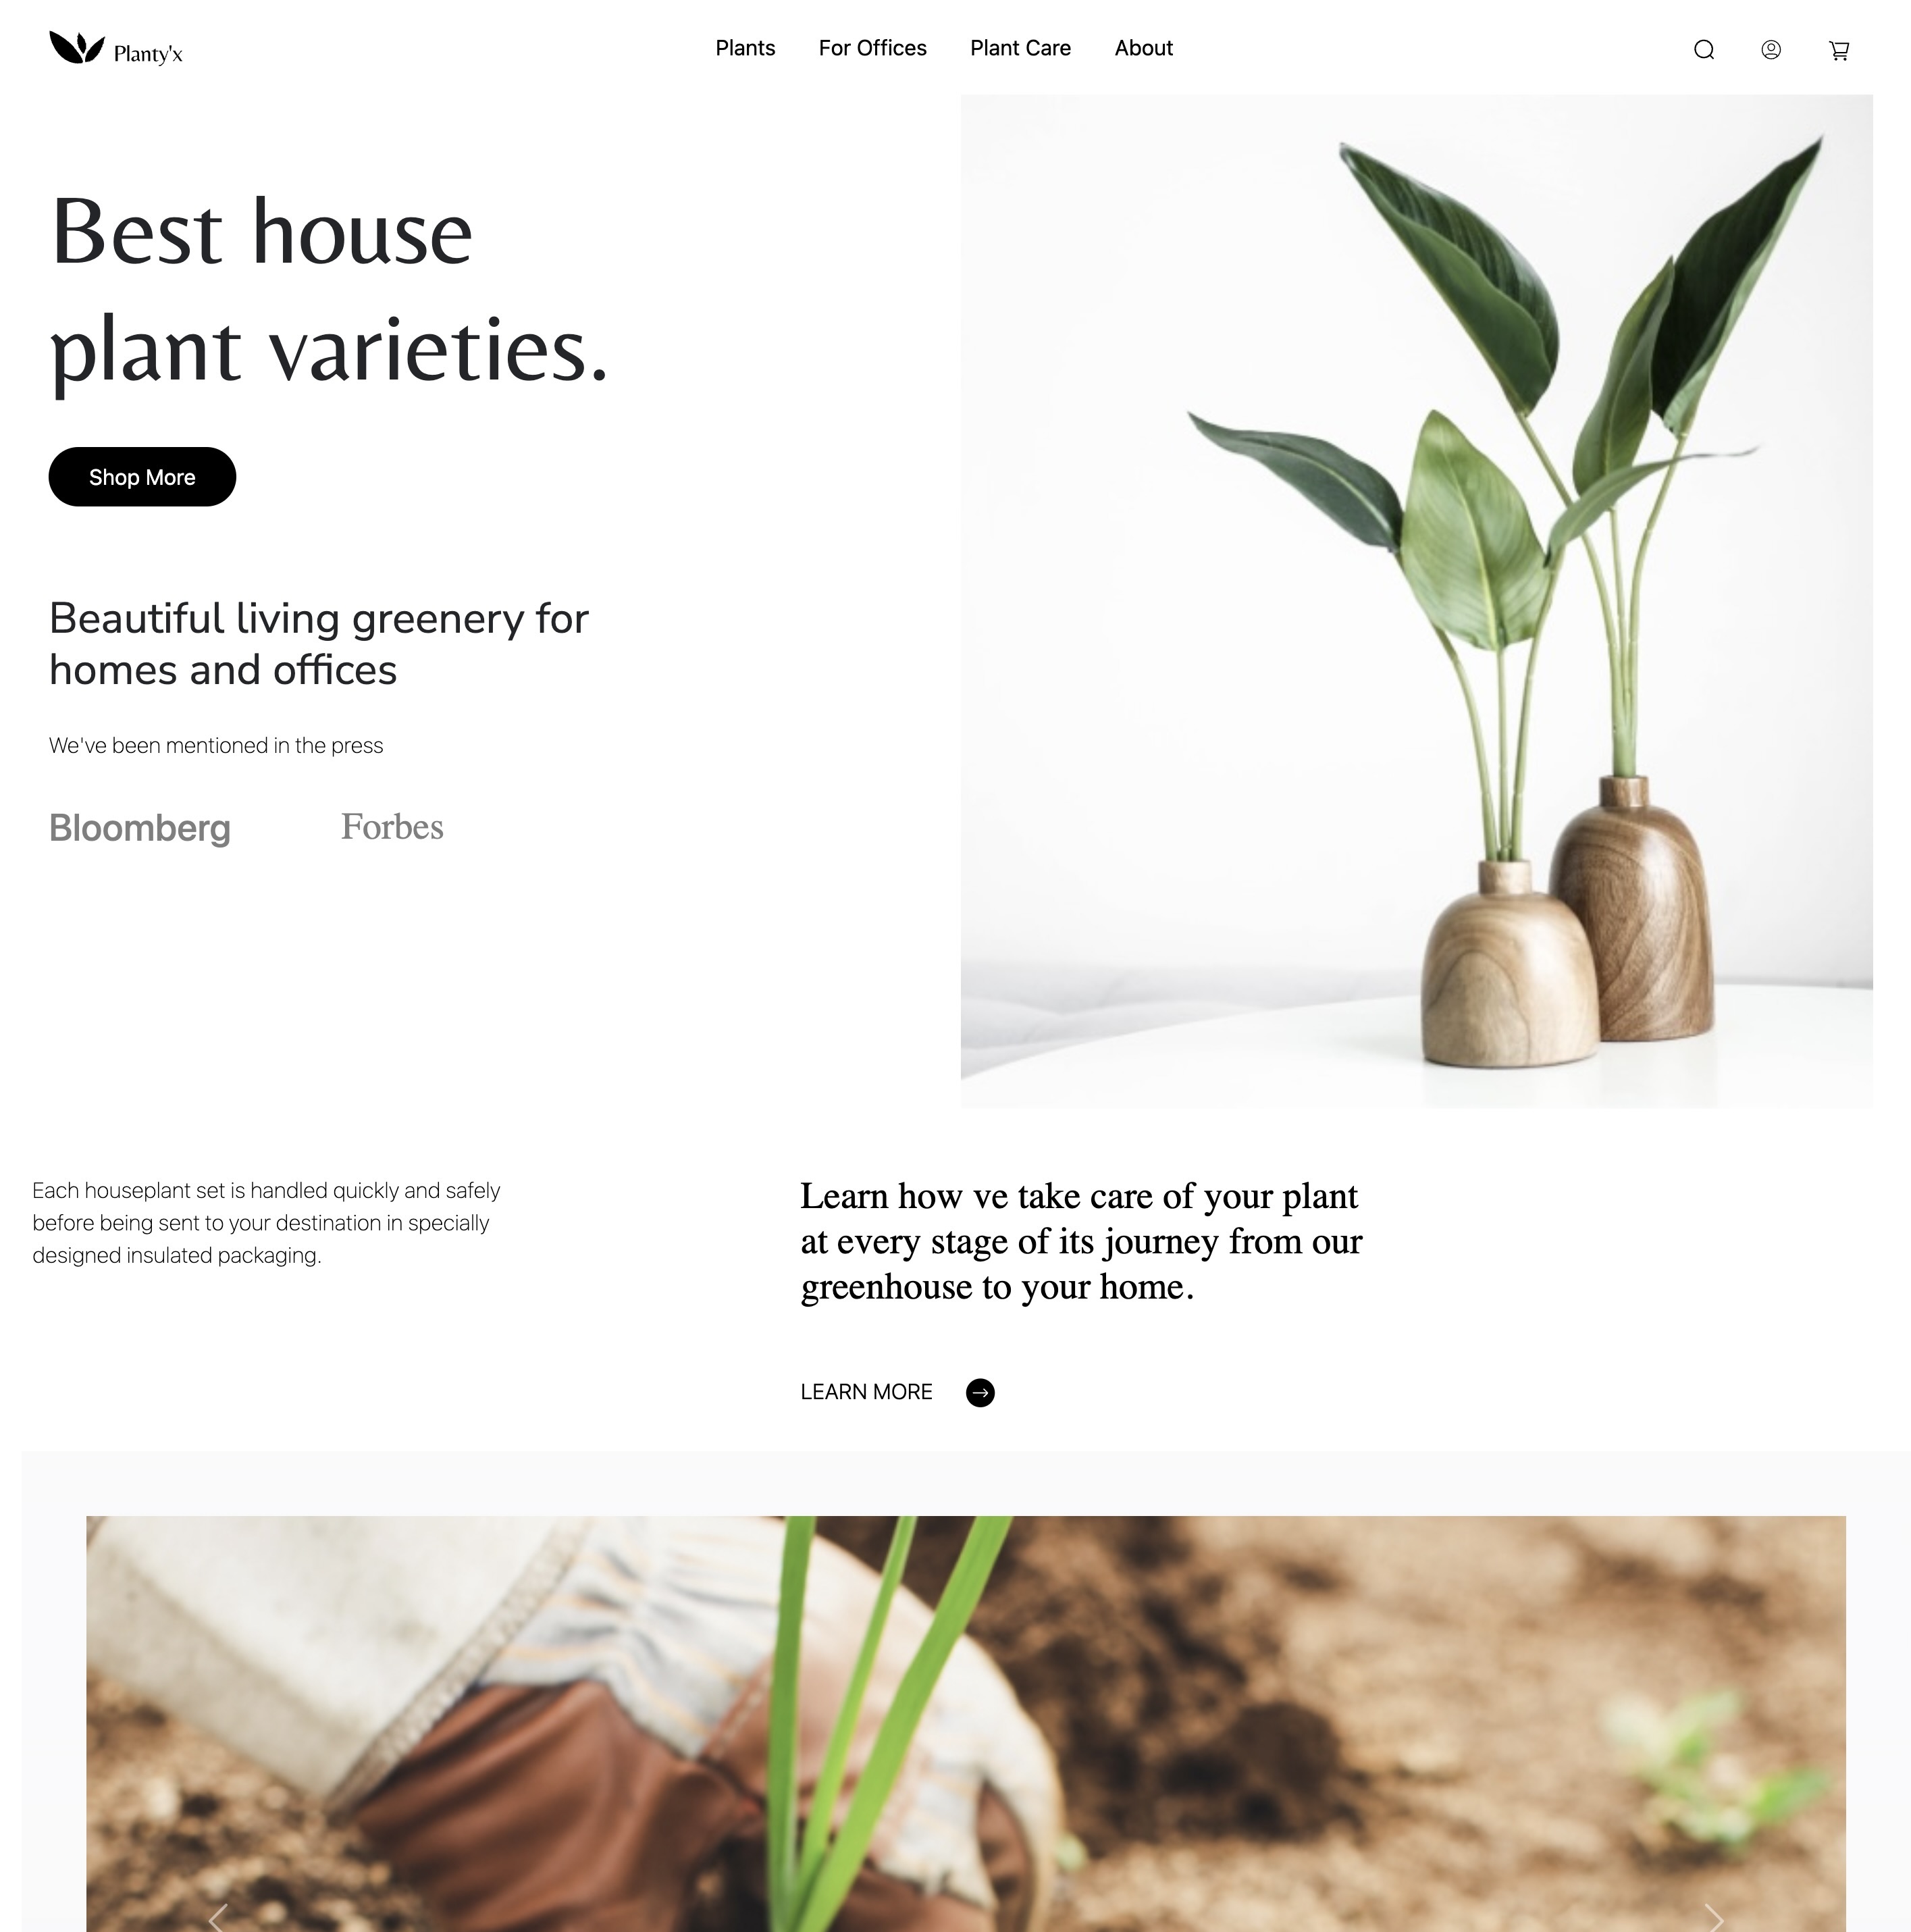 Planty'x
Plants
For Offices
Plant Care
About
Best house
plant varieties.
Shop More
Beautiful living greenery for
homes and offices
We've been mentioned in the press
Bloomberg
Forbes
Each houseplant set is handled quickly and safely
before being sent to your destination in specially
designed insulated packaging.
Learn how ve take care of your plant
at every stage of its journey from our
greenhouse to your home.
LEARN MORE